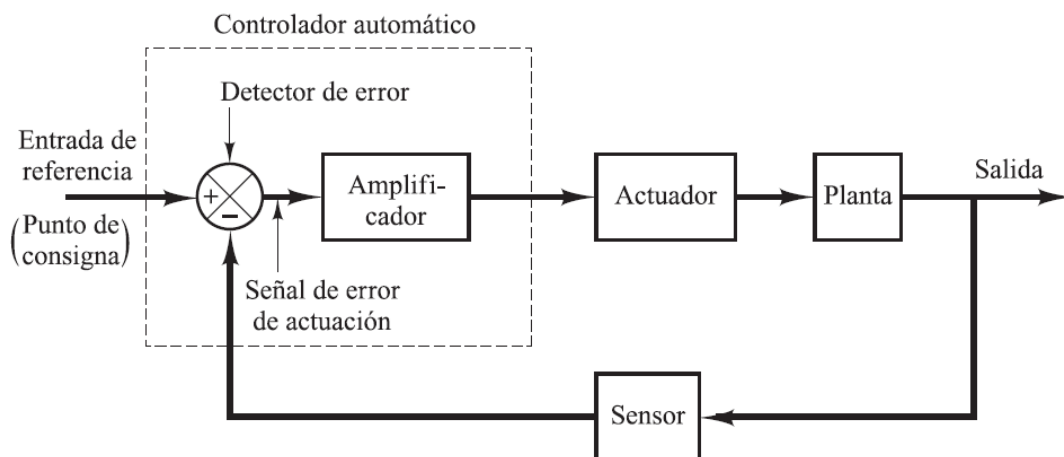 Controlador automático
Detector de error
Entrada de
referencia
(Punto de
consigna)
+
−
Señal de error
de actuación
Amplifi-
cador
Actuador
Planta
Salida
Sensor